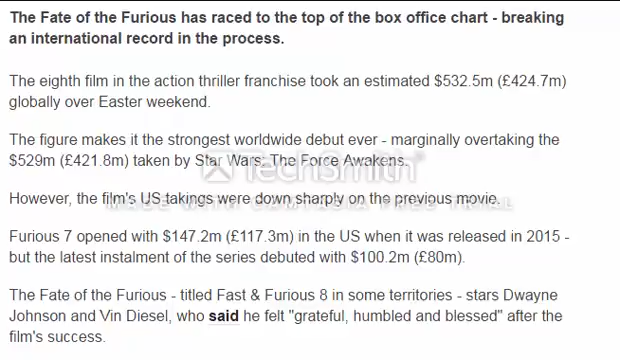 The Fate of the Furious has raced to the top of the box office chart - breaking
an international record in the process.
The eighth film in the action thriller franchise took an estimated $532.5m (£424.7m)
globally over Easter weekend.
The figure makes it the strongest worldwide debut ever - marginally overtaking the
$529m (£421.8m) taken by Star Wars: The Force Awakens.
TechSmith®
However, the film's US takings were down sharply on the previous movie.
MADE WITH CAMTASIA FREE TRIAL
Furious 7 opened with $147.2m (£117.3m) in the US when it was released in 2015 -
but the latest instalment of the series debuted with $100.2m (£80m).
The Fate of the Furious - titled Fast & Furious 8 in some territories - stars Dwayne
Johnson and Vin Diesel, who said he felt "grateful, humbled and blessed" after the
film's success.